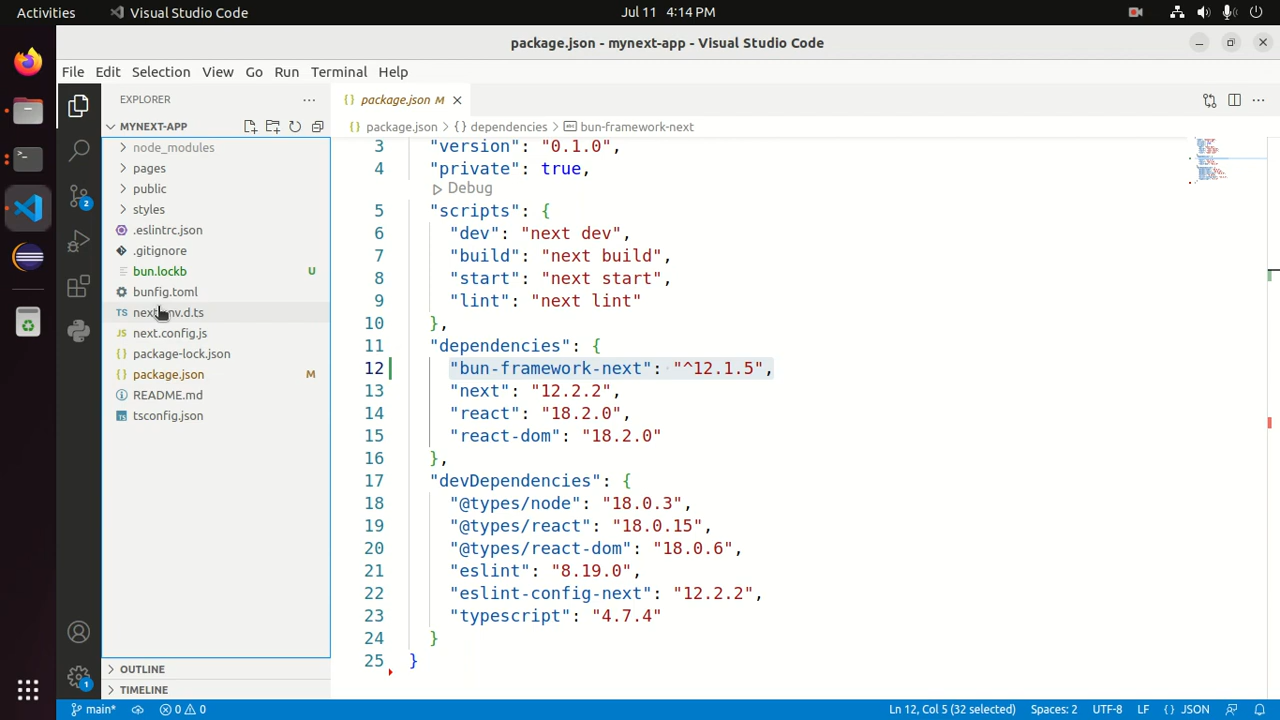 Activities
Visual Studio Code
Jul 11 4:14 PM
package.json - mynext-app - Visual Studio Code
File Edit Selection View Go Run Terminal Help
EXPLORER
MYNEXT-APP
node_modules
pages
public
styles
.eslintrc.json
.gitignore
bun.lockb U
bunfig.toml
TS next-env.d.ts
JS next.config.js
{} package-lock.json
{} package.json M
README.md
TS tsconfig.json
OUTLINE
TIMELINE
2
1
{} package.json M
{} package.json > {} dependencies > bun-framework-next
3 "version": "0.1.0",
4 "private": true,
Debug
5 "scripts": {
6 "dev": "next dev",
7 "build": "next build",
8 "start": "next start",
9 "lint": "next lint"
10 },
11 "dependencies": {
12 "bun-framework-next": "^12.1.5",
13 "next": "12.2.2",
14 "react": "18.2.0",
15 "react-dom": "18.2.0"
16 },
17 "devDependencies": {
18 "@types/node": "18.0.3",
19 "@types/react": "18.0.15",
20 "@types/react-dom": "18.0.6",
21 "eslint": "8.19.0",
22 "eslint-config-next": "12.2.2",
23 "typescript": "4.7.4"
24 }
25 }
main* 0 0
Ln 12, Col 5 (32 selected) Spaces: 2 UTF-8 LF {} JSON